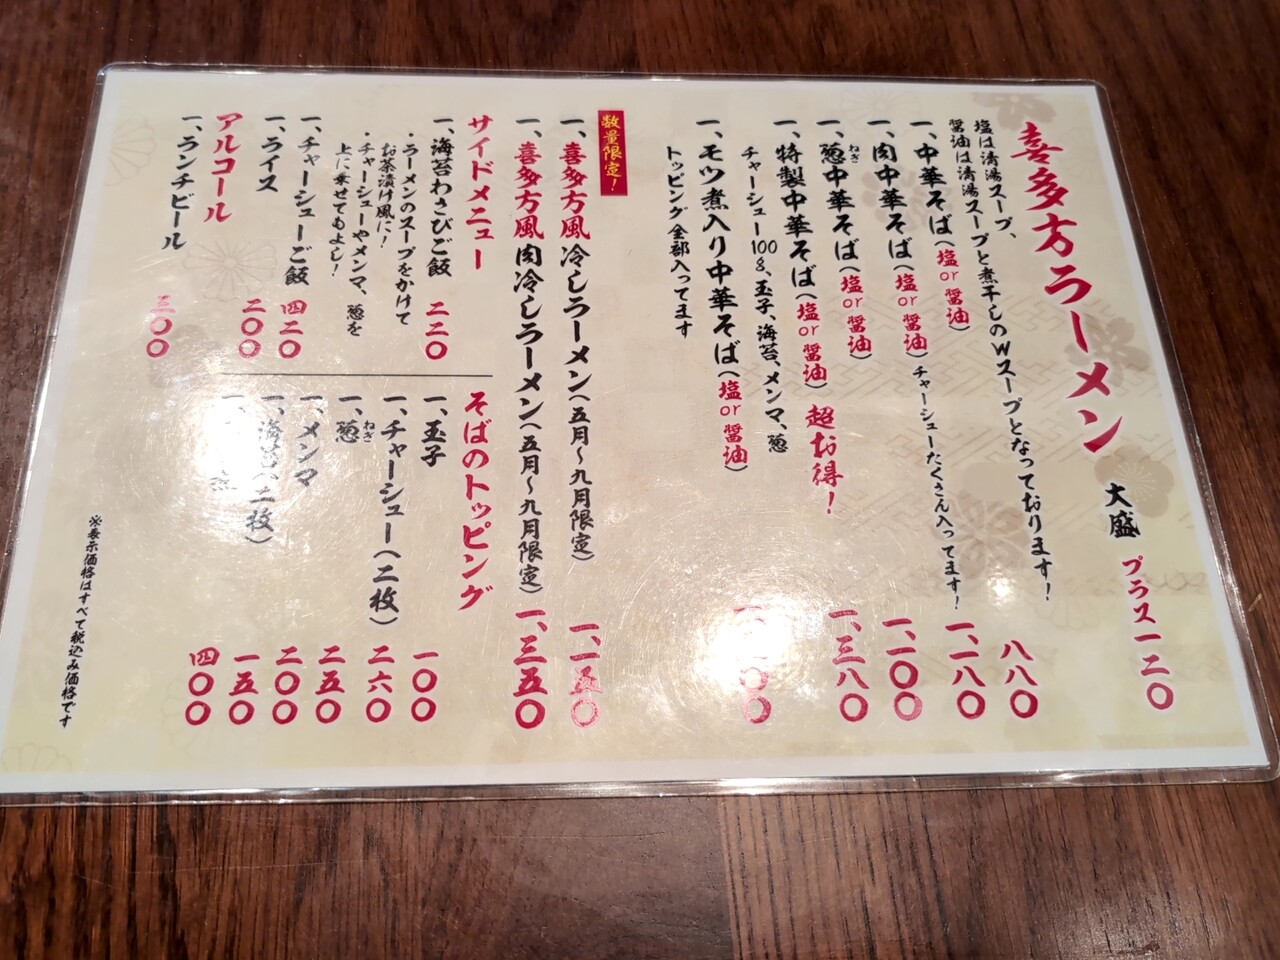 喜多方ラーメン 大盛 プラス一二〇
塩は清湯スープ、
醤油は清湯スープと煮干しのWスープとなっております!
一、中華そば(塩or醤油) 八八〇
一、肉中華そば(塩or醤油) チャーシューたくさん入ってます! 一、一八〇
一、葱中華そば(塩or醤油) 一、一〇〇
ねぎ
一、特製中華そば(塩or醤油) 超お得! 一、三八〇
チャーシュー100g、玉子、海苔、メンマ、葱
一、モツ煮入り中華そば(塩or醤油)
トッピング全部入ってます
数量限定!
一、喜多方風冷しラーメン(五月~九月限定) 一、一五〇
一、喜多方風肉冷しラーメン(五月~九月限定) 一、三五〇
サイドメニュー
一、海苔わさびご飯 二二〇
・ラーメンのスープをかけて
お茶漬け風に!
・チャーシューやメンマ、葱を
上に乗せてもよし!
一、チャーシューご飯 四二〇
一、ライス 二〇〇
アルコール
一、ランチビール 三〇〇
そばのトッピング
一、玉子 一〇〇
一、チャーシュー(二枚) 二六〇
一、葱 二五〇
ねぎ
一、メンマ 二〇〇
一、海苔(二枚) 一五〇
四〇〇
※表示価格はすべて税込み価格です